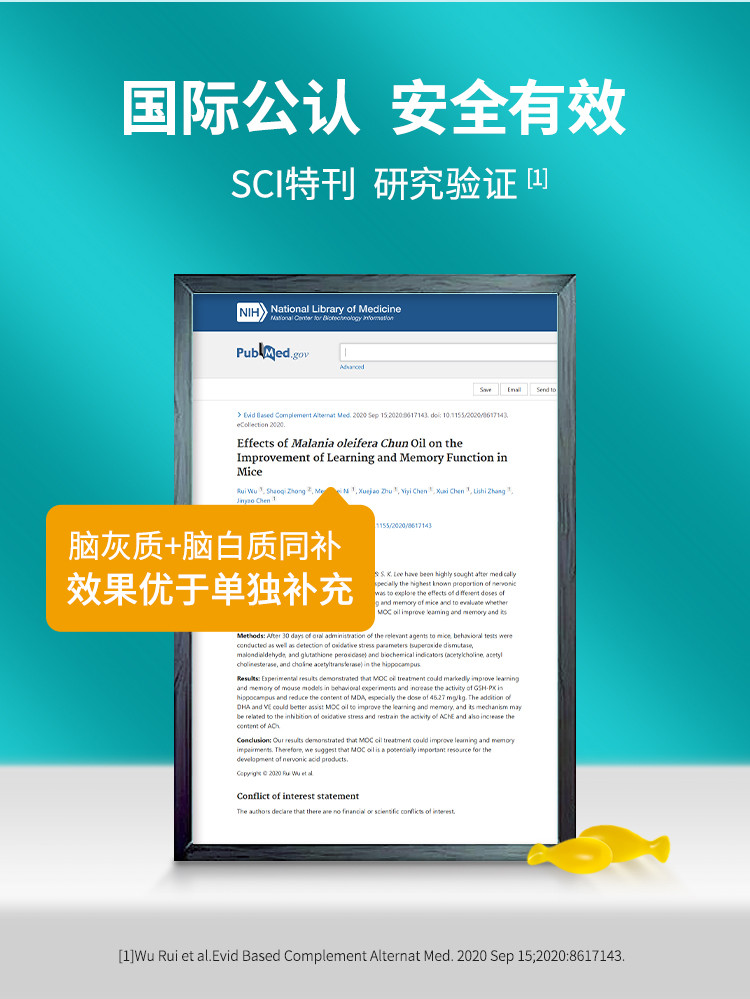 国际公认 安全有效
SCI特刊 研究验证 [1]
NIH National Library of Medicine
National Center for Biotechnology Information
PubMed.gov
Advanced
Save Email Send to
> Evid Based Complement Alternat Med. 2020 Sep 15;2020:8617143. doi: 10.1155/2020/8617143.
eCollection 2020.
Effects of Malania oleifera Chun Oil on the
Improvement of Learning and Memory Function in
Mice
Rui Wu 1, Shaoqi Zhong 2, Ni 1, Xuejiao Zhu 2, Yiyi Chen 2, Xuxi Chen 1, Lishi Zhang 1,
Jinyao Chen 1
1155/2020/8617143
脑灰质+脑白质同补
效果优于单独补充
& S. K. Lee have been highly sought after medically
specially the highest known proportion of nervonic
was to explore the effects of different doses of
g and memory of mice and to evaluate whether
MOC oil improve learning and memory and its
Methods: After 30 days of oral administration of the relevant agents to mice, behavioral tests were
conducted as well as detection of oxidative stress parameters (superoxide dismutase,
malondialdehyde, and glutathione peroxidase) and biochemical indicators (acetylcholine, acetyl
cholinesterase, and choline acetyltransferase) in the hippocampus.
Results: Experimental results demonstrated that MOC oil treatment could markedly improve learning
and memory of mouse models in behavioral experiments and increase the activity of GSH-PX in
hippocampus and reduce the content of MDA, especially the dose of 46.27 mg/kg. The addition of
DHA and VE could better assist MOC oil to improve the learning and memory, and its mechanism may
be related to the inhibition of oxidative stress and restrain the activity of AChE and also increase the
content of ACh.
Conclusion: Our results demonstrated that MOC oil treatment could improve learning and memory
impairments. Therefore, we suggest that MOC oil is a potentially important resource for the
development of nervonic acid products.
Copyright © 2020 Rui Wu et al.
Conflict of interest statement
The authors declare that there are no financial or scientific conflicts of interest.
[1]Wu Rui et al.Evid Based Complement Alternat Med. 2020 Sep 15;2020:8617143.